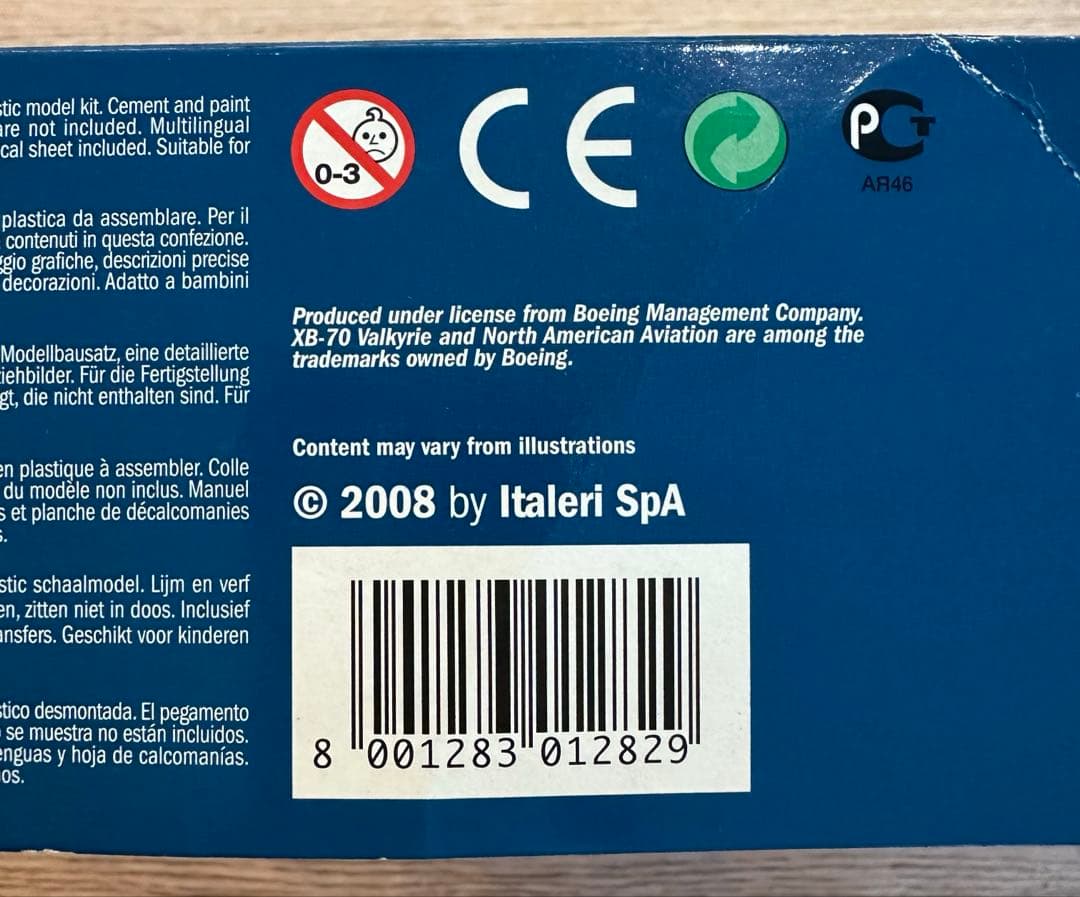 stic model kit. Cement and paint
are not included. Multilingual
cal sheet included. Suitable for
plastica da assemblare. Per il
contenuti in questa confezione.
ggio grafiche, descrizioni precise
decorazioni. Adatto a bambini
Modellbausatz, eine detaillierte
iehbilder. Für die Fertigstellung
gt, die nicht enthalten sind. Für
en plastique à assembler. Colle
du modèle non inclus. Manuel
s et planche de décalcomanies
s.
stic schaalmodel. Lijm en verf
en, zitten niet in doos. Inclusief
ansfers. Geschikt voor kinderen
stico desmontada. El pegamento
se muestra no están incluidos.
enguas y hoja de calcomanías.
os.
0-3
CE
PCT
АЯ46
Produced under license from Boeing Management Company.
XB-70 Valkyrie and North American Aviation are among the
trademarks owned by Boeing.
Content may vary from illustrations
© 2008 by Italeri SpA
8 001283 012829